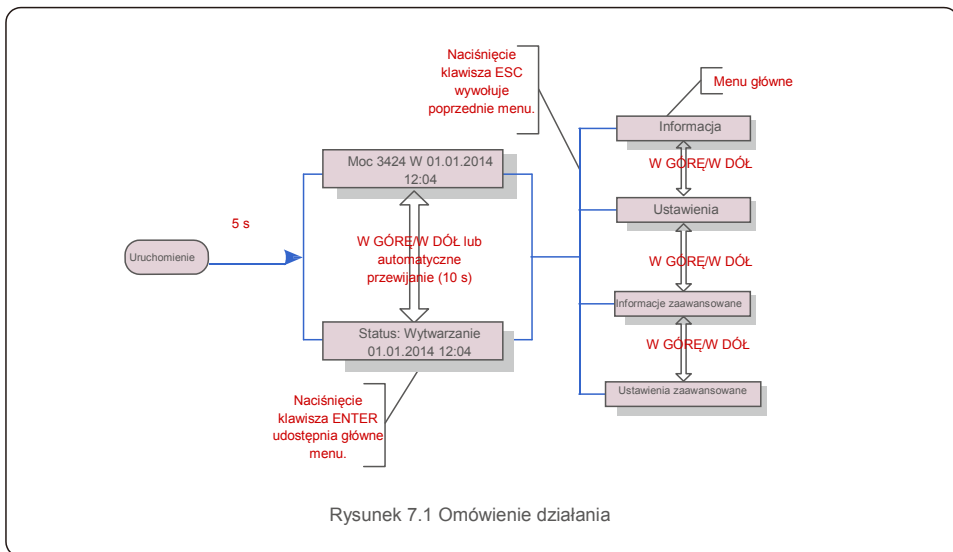 Naciśnięcie
klawisza ESC
wywołuje
poprzednie menu.
Menu główne
Informacja
W GÓRĘ/W DÓŁ
Moc 3424 W 01.01.2014
12:04
Ustawienia
5 s
W GÓRĘ/W DÓŁ lub
automatyczne
przewijanie (10 s)
Uruchomienie
W GÓRĘ/W DÓŁ
Informacje zaawansowane
Status: Wytwarzanie
01.01.2014 12:04
W GÓRĘ/W DÓŁ
Ustawienia zaawansowane
Naciśnięcie
klawisza ENTER
udostępnia główne
menu.
Rysunek 7.1 Omówienie działania